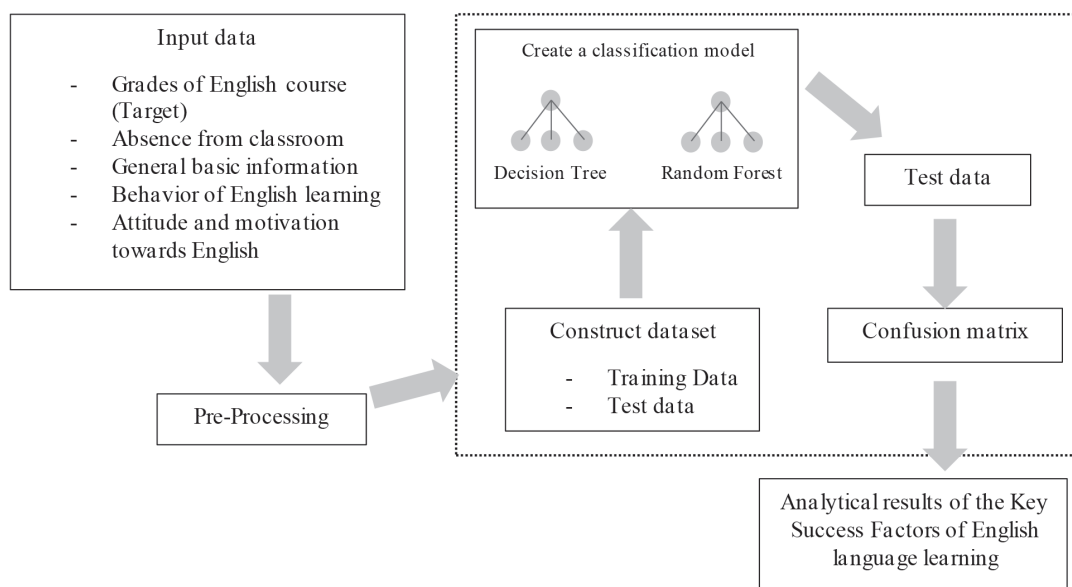 Input data
- Grades of English course
(Target)
- Absence from classroom
- General basic information
- Behavior of English learning
- Attitude and motivation
towards English
Pre-Processing
Construct dataset
- Training Data
- Test data
Create a classification model
Decision Tree
Random Forest
Test data
Confusion matrix
Analytical results of the Key
Success Factors of English
language learning